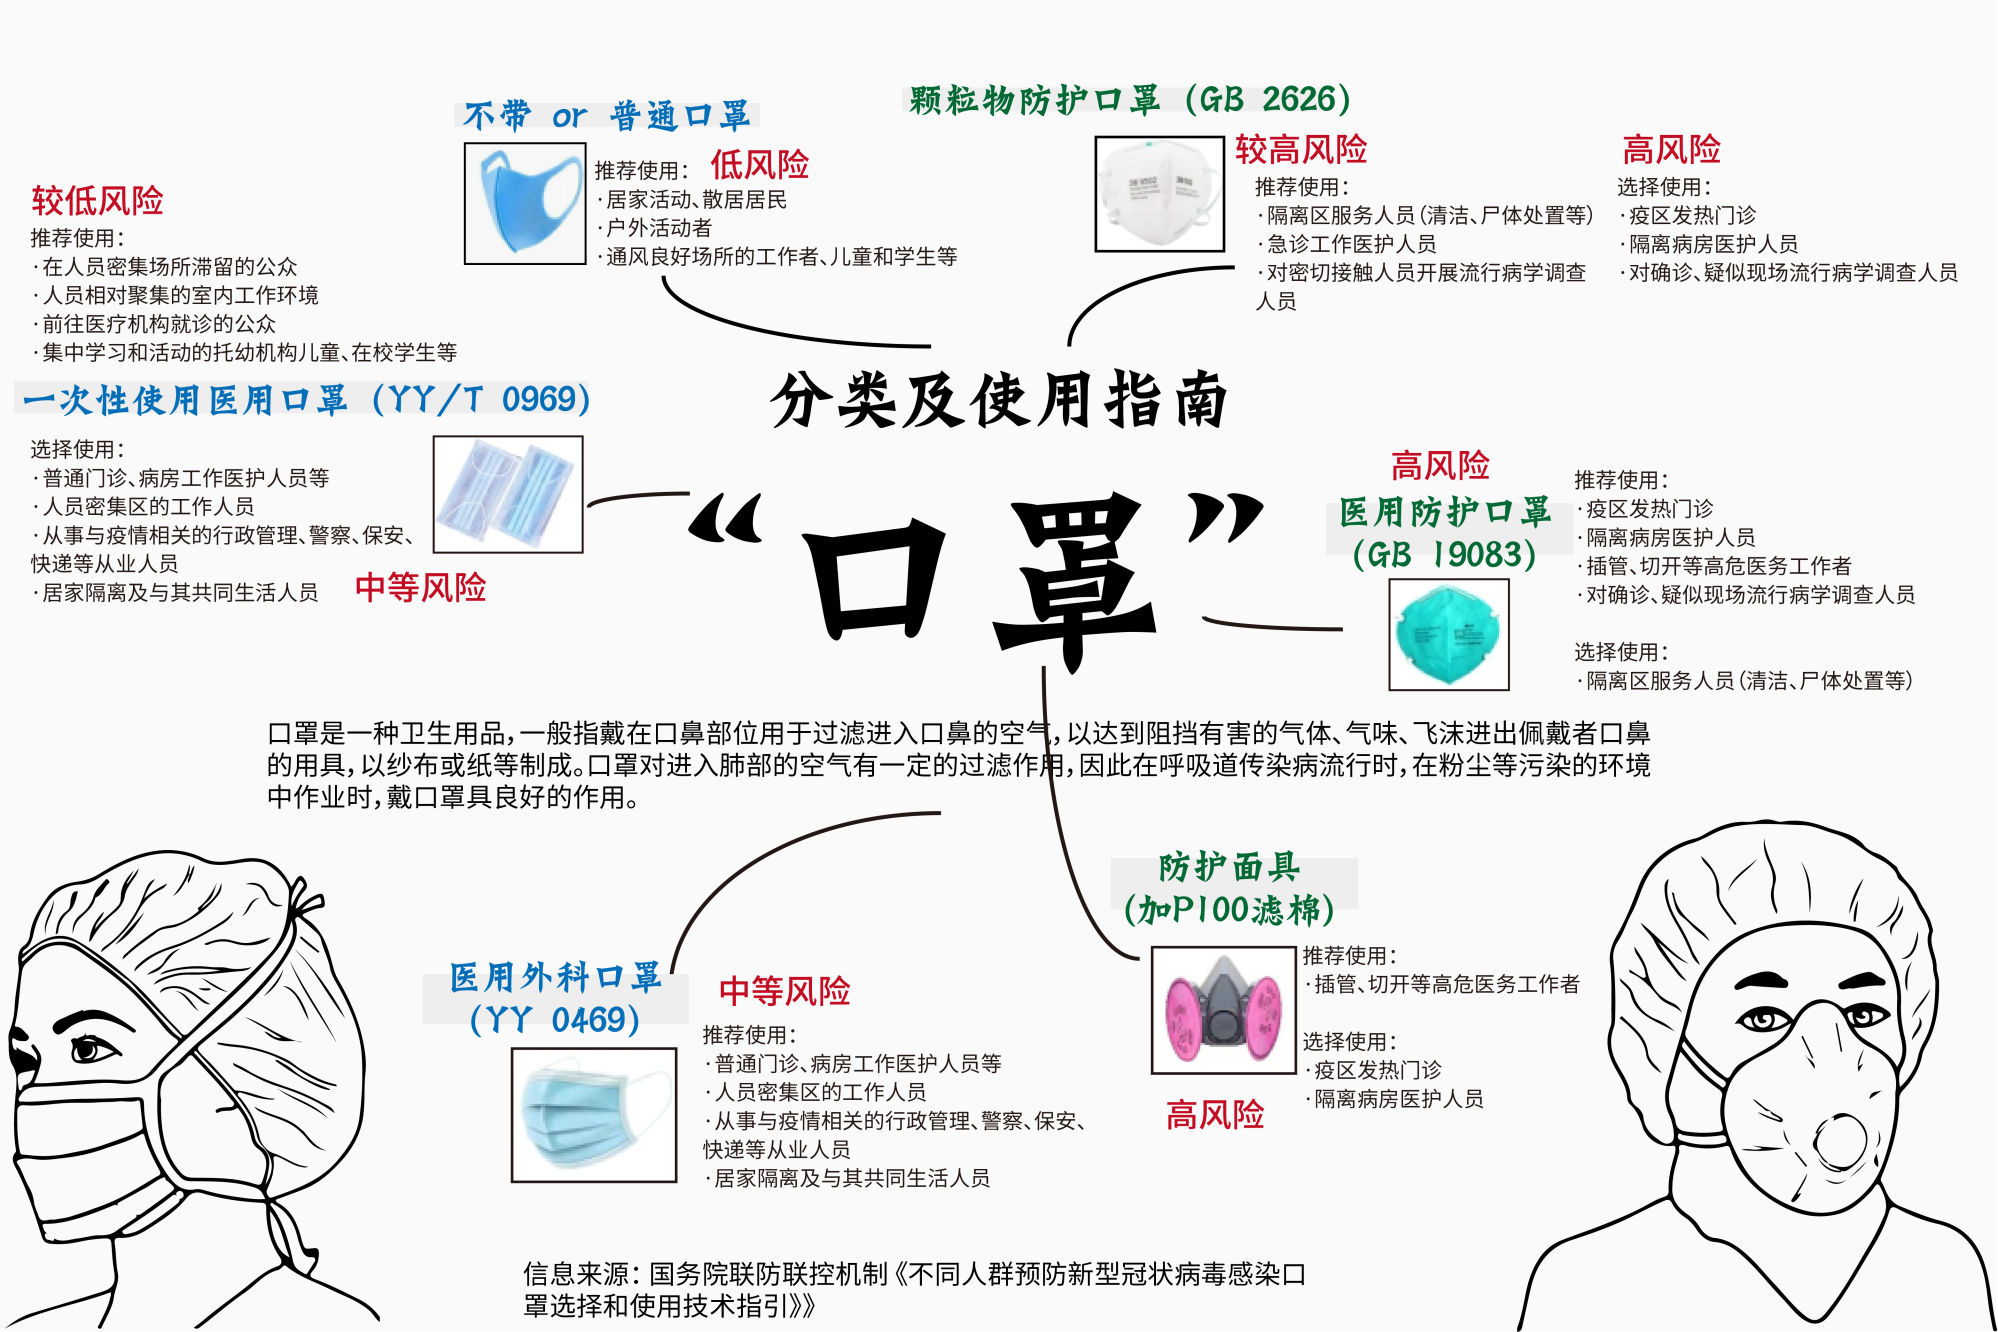 不带 or 普通口罩
低风险
推荐使用：
·居家活动、散居居民
·户外活动者
·通风良好场所的工作者、儿童和学生等
颗粒物防护口罩 (GB 2626)
较高风险
推荐使用：
·隔离区服务人员（清洁、尸体处置等）
·急诊工作医护人员
·对密切接触人员开展流行病学调查
人员
高风险
选择使用：
·疫区发热门诊
·隔离病房医护人员
·对确诊、疑似现场流行病学调查人员
较低风险
推荐使用：
·在人员密集场所滞留的公众
·人员相对聚集的室内工作环境
·前往医疗机构就诊的公众
·集中学习和活动的托幼机构儿童、在校学生等
一次性使用医用口罩 (YY/T 0969)
选择使用：
·普通门诊、病房工作医护人员等
·人员密集区的工作人员
·从事与疫情相关的行政管理、警察、保安、
快递等从业人员
·居家隔离及与其共同生活人员
中等风险
分类及使用指南
“口罩”
高风险
医用防护口罩
(GB 19083)
推荐使用：
·疫区发热门诊
·隔离病房医护人员
·插管、切开等高危医务工作者
·对确诊、疑似现场流行病学调查人员
选择使用：
·隔离区服务人员（清洁、尸体处置等）
口罩是一种卫生用品，一般指戴在口鼻部位用于过滤进入口鼻的空气，以达到阻挡有害的气体、气味、飞沫进出佩戴者口鼻
的用具，以纱布或纸等制成。口罩对进入肺部的空气有一定的过滤作用，因此在呼吸道传染病流行时，在粉尘等污染的环境
中作业时，戴口罩具良好的作用。
医用外科口罩
(YY 0469)
中等风险
推荐使用：
·普通门诊、病房工作医护人员等
·人员密集区的工作人员
·从事与疫情相关的行政管理、警察、保安、
快递等从业人员
·居家隔离及与其共同生活人员
防护面具
(加P100滤棉)
推荐使用：
·插管、切开等高危医务工作者
选择使用：
·疫区发热门诊
·隔离病房医护人员
高风险
信息来源：国务院联防联控机制《不同人群预防新型冠状病毒感染口
罩选择和使用技术指引》》